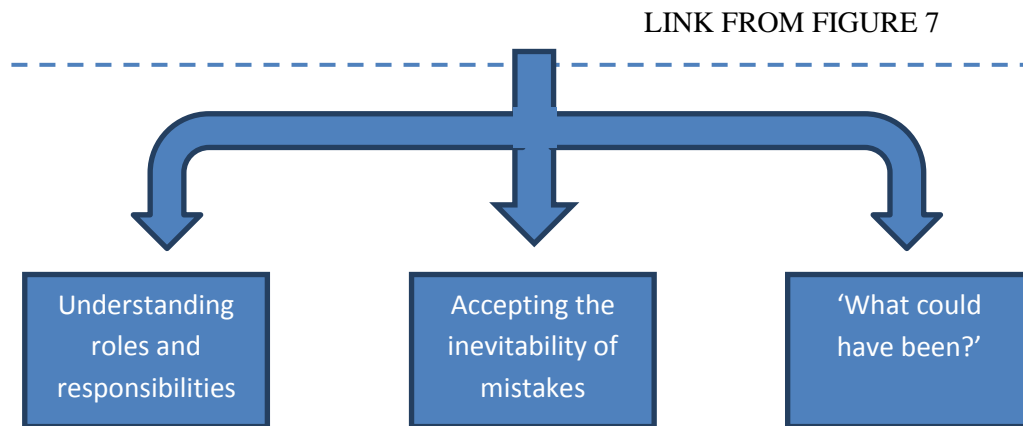 LINK FROM FIGURE 7
Understanding
roles and
responsibilities
Accepting the
inevitability of
mistakes
‘What could
have been?’